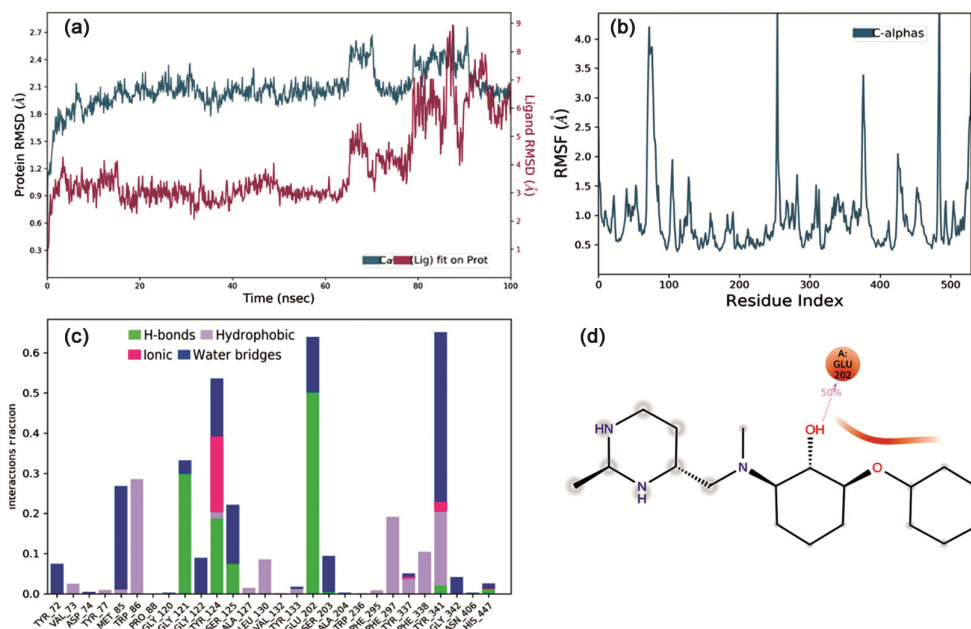 (a)
Protein RMSD (Å)
2.7
2.4
2.1
1.8
1.5
1.2
0.9
0.6
0.3
9
8
7
6
5
4
3
2
1
Ligand RMSD (Å)
Cα (Lig) fit on Prot
0 20 40 60 80 100
Time (nsec)
(b)
C-alphas
RMSF (Å)
4.0
3.5
3.0
2.5
2.0
1.5
1.0
0.5
0 100 200 300 400 500
Residue Index
(c)
H-bonds Hydrophobic
Ionic Water bridges
Interactions Fraction
0.6
0.5
0.4
0.3
0.2
0.1
0.0
TYR_72
VAL_73
ASP_74
TYR_77
MET_85
TRP_86
PRO_88
GLY_120
GLY_121
GLY_122
TYR_124
SER_125
ALA_127
LEU_130
VAL_132
TYR_133
GLU_202
SER_203
ALA_204
TRP_236
PHE_295
PHE_297
TYR_337
PHE_338
TYR_341
GLY_342
ASN_406
HIS_447
(d)
A:
GLU
202
50%
OH
HN
N
O
N
H